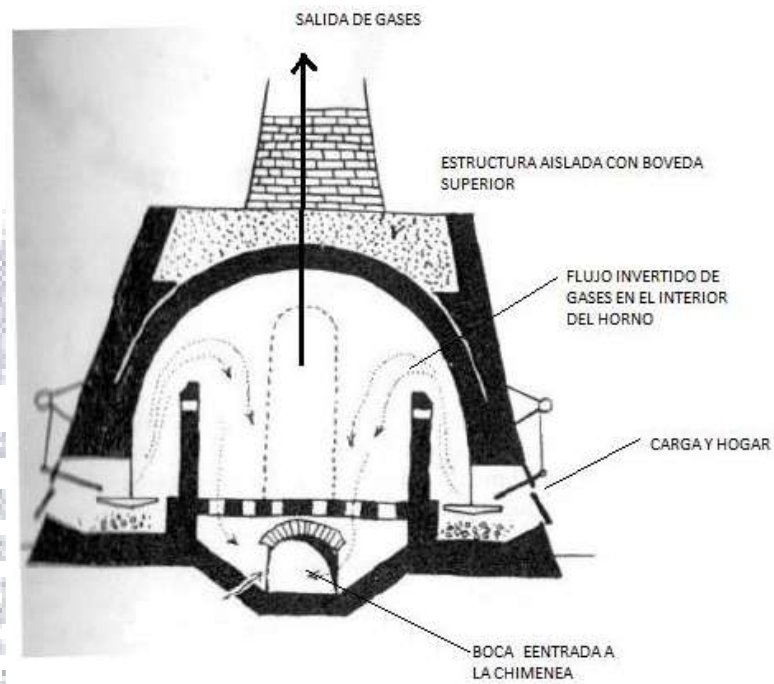 SALIDA DE GASES
ESTRUCTURA AISLADA CON BOVEDA
SUPERIOR
FLUJO INVERTIDO DE
GASES EN EL INTERIOR
DEL HORNO
CARGA Y HOGAR
BOCA EENTRADA A
LA CHIMENEA